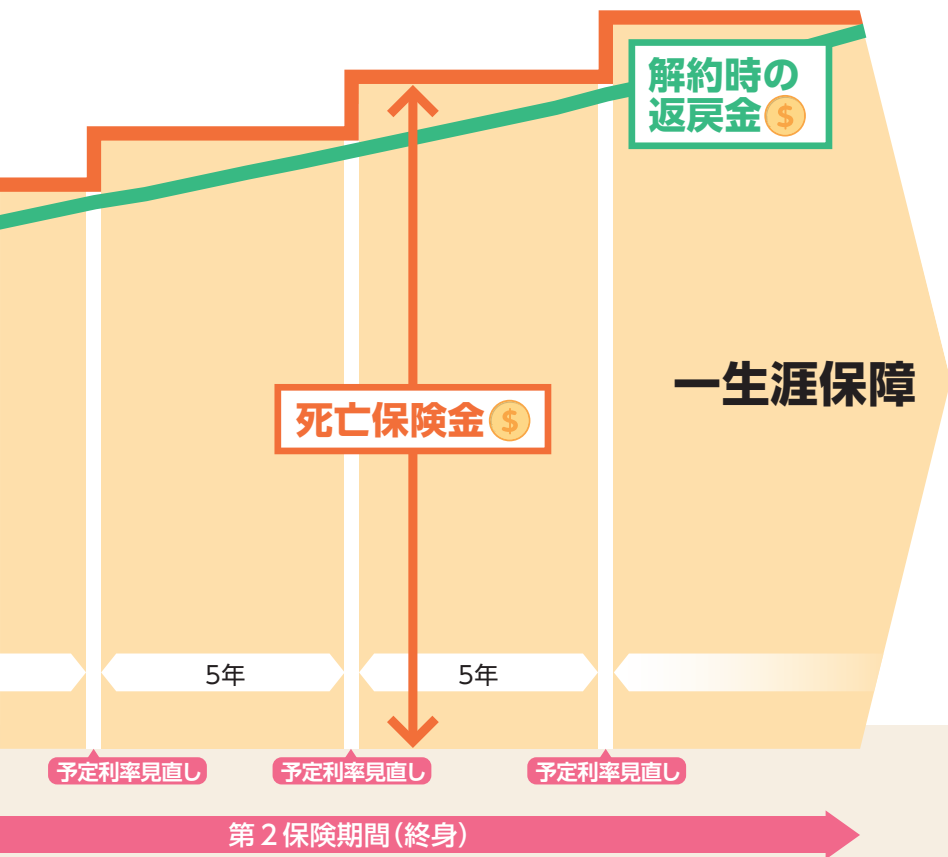 解約時の
返戻金$
一生涯保障
死亡保険金$
5年
5年
予定利率見直し
予定利率見直し
予定利率見直し
第2保険期間(終身)